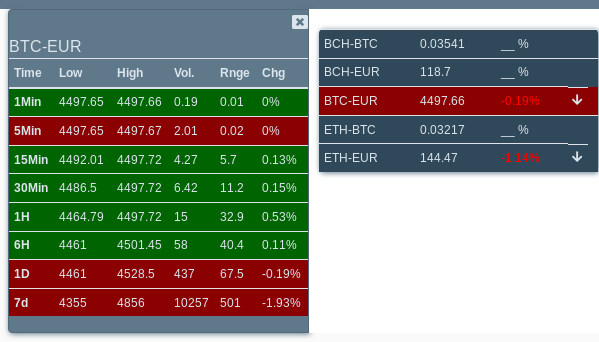 BTC-EUR
Time Low High Vol. Rnge Chg
1Min 4497.65 4497.66 0.19 0.01 0%
5Min 4497.65 4497.67 2.01 0.02 0%
15Min 4492.01 4497.72 4.27 5.7 0.13%
30Min 4486.5 4497.72 6.42 11.2 0.15%
1H 4464.79 4497.72 15 32.9 0.53%
6H 4461 4501.45 58 40.4 0.11%
1D 4461 4528.5 437 67.5 -0.19%
7d 4355 4856 10257 501 -1.93%
BCH-BTC 0.03541 __ %
BCH-EUR 118.7 __ %
BTC-EUR 4497.66 -0.19%
ETH-BTC 0.03217 __ %
ETH-EUR 144.47 -1.14%